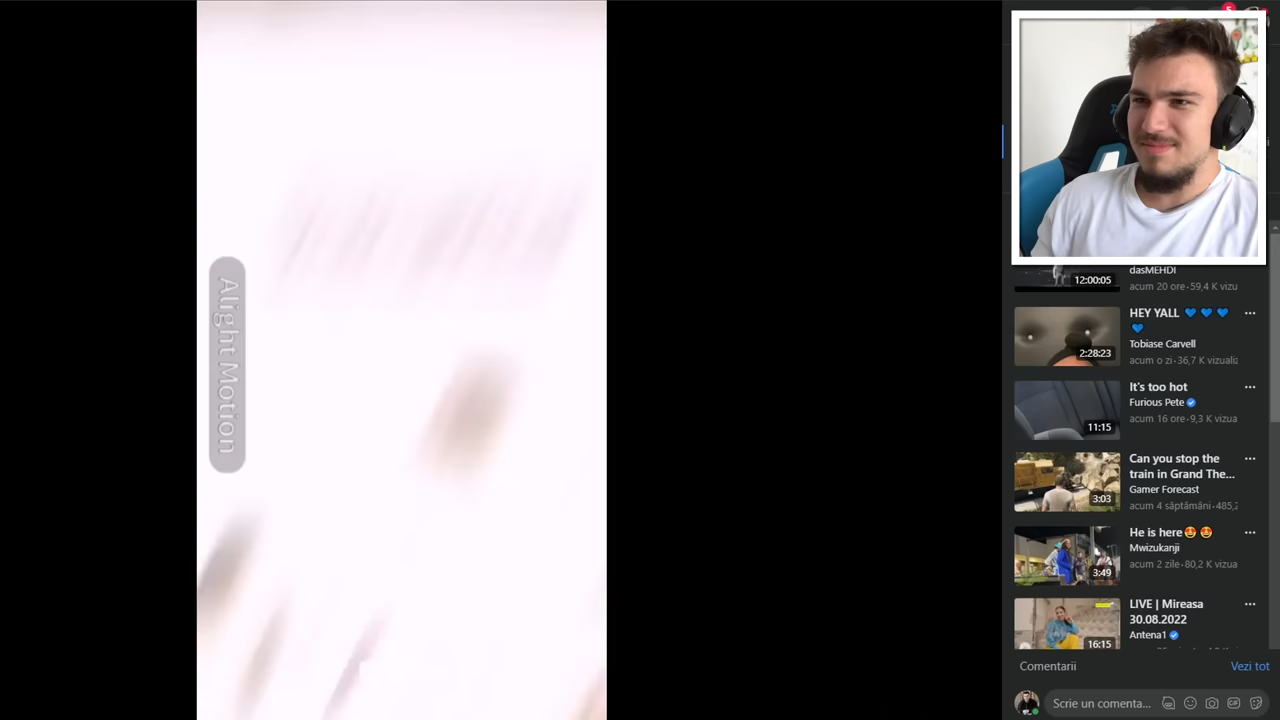 Alight Motion
5
dasMEHDI
12:00:05
acum 20 ore·59,4 K vizu
HEY YALL 💙 💙 💙
💙
Tobiase Carvell
2:28:23
acum o zi·36,7 K vizualiz
It's too hot
Furious Pete
acum 16 ore·9,3 K vizua
11:15
Can you stop the
train in Grand The...
Gamer Forecast
3:03
acum 4 săptămâni·485,2
He is here😍 😍
Mwizukanji
acum 2 zile·80,2 K vizua
3:49
LIVE | Mireasa
30.08.2022
Antena1
16:15
Comentarii
Vezi tot
Scrie un comenta...
GIF